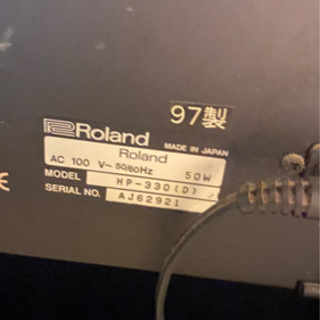 97製
Roland
MADE IN JAPAN
Roland
AC 100 V~ 50/60Hz 50W
MODEL HP-330(D)
SERIAL NO. AJ62921
CE